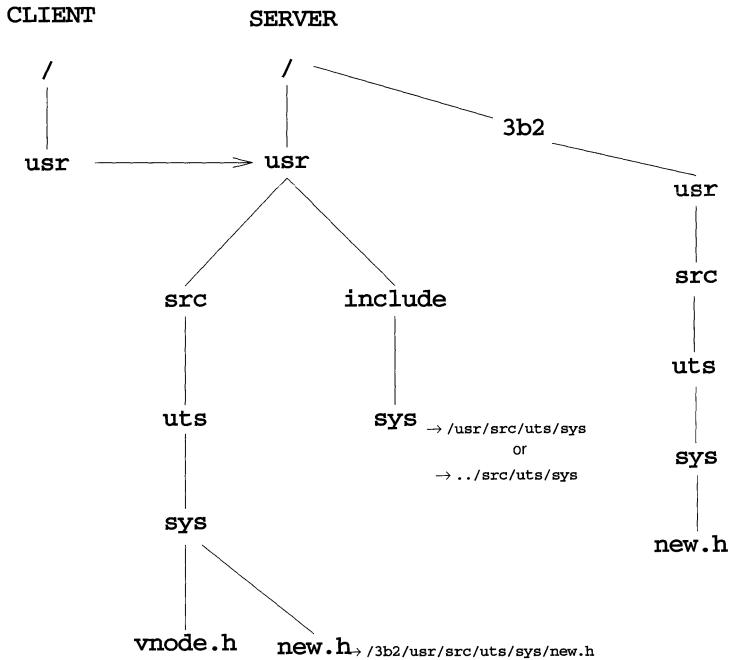 CLIENT
SERVER
/
/
3b2
usr
usr
usr
src
src
include
uts
uts
sys
→ /usr/src/uts/sys
or
→ ../src/uts/sys
sys
sys
new.h
vnode.h
new.h → /3b2/usr/src/uts/sys/new.h